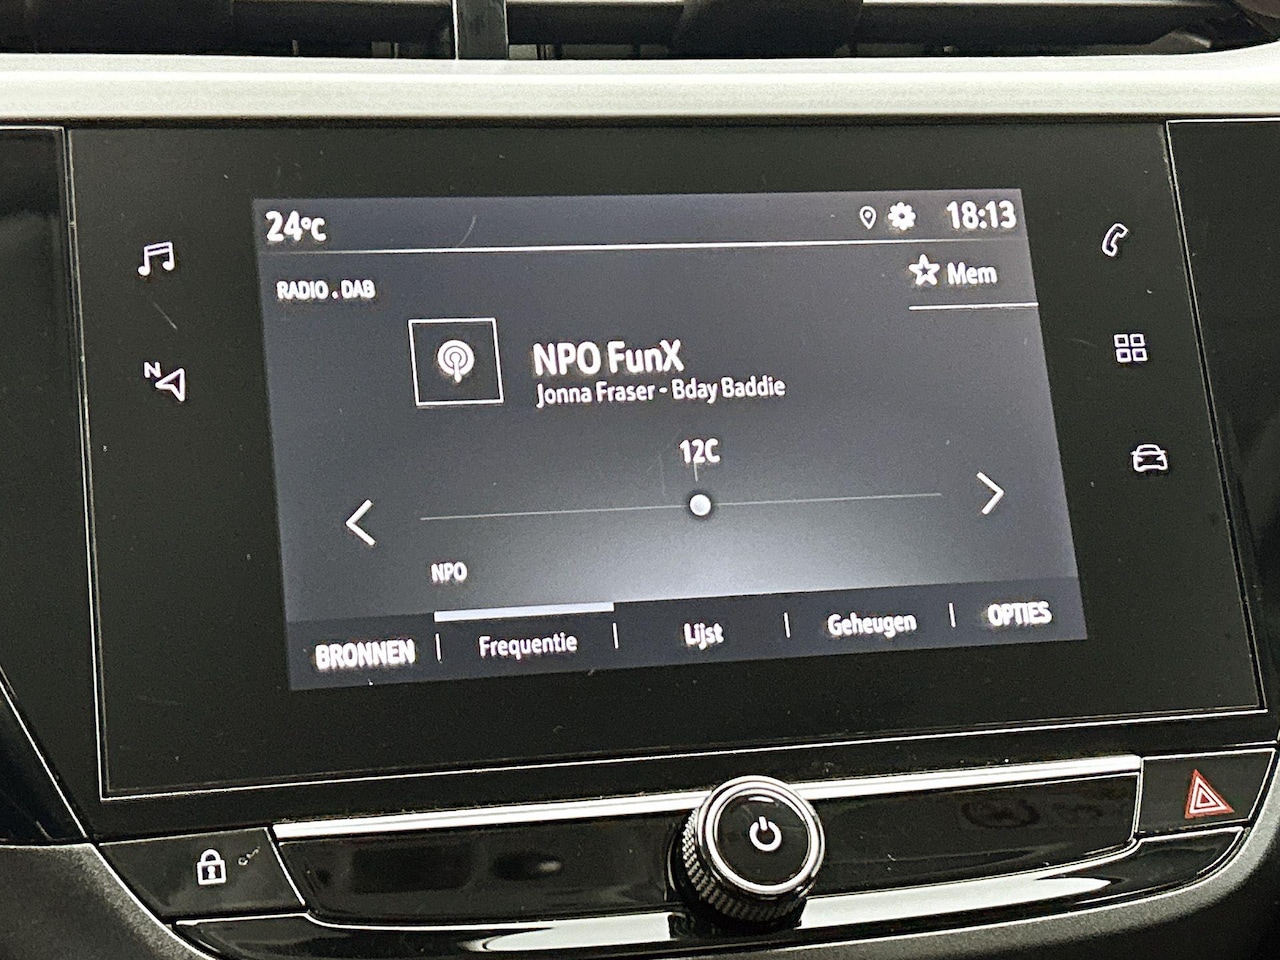 24°C
18:13
RADIO . DAB
Mem
NPO FunX
Jonna Fraser - Bday Baddie
12C
N
NPO
BRONNEN
Frequentie
Lijst
Geheugen
OPTIES